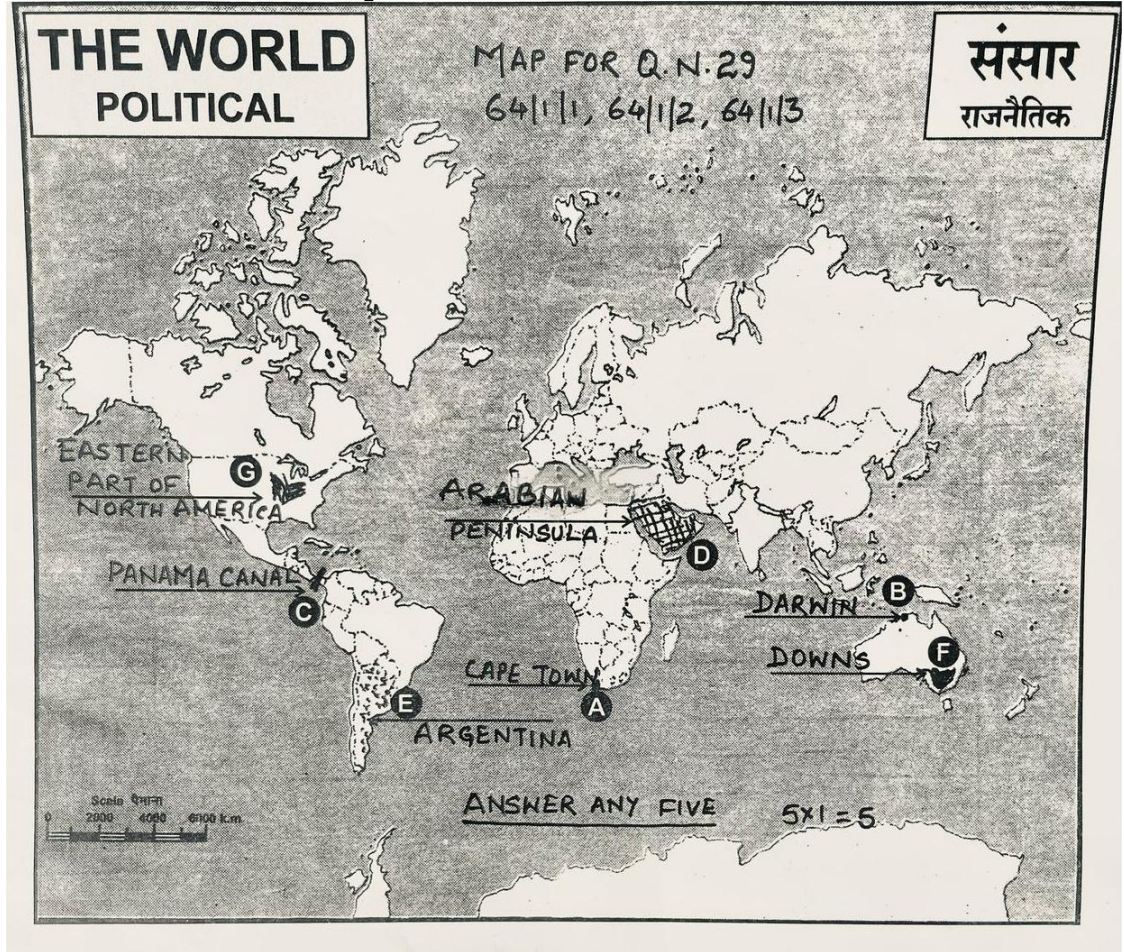 THE WORLD
POLITICAL
MAP FOR Q.N.29
64/1/1, 64/1/2, 64/1/3
संसार
राजनैतिक
EASTERN
PART OF
NORTH AMERICA
G
ARABIAN
PENINSULA
D
PANAMA CANAL
C
B
DARWIN
F
DOWNS
CAPE TOWN
A
E
ARGENTINA
Scale पैमाना
0 2000 4000 6000 k.m.
ANSWER ANY FIVE 5×1=5